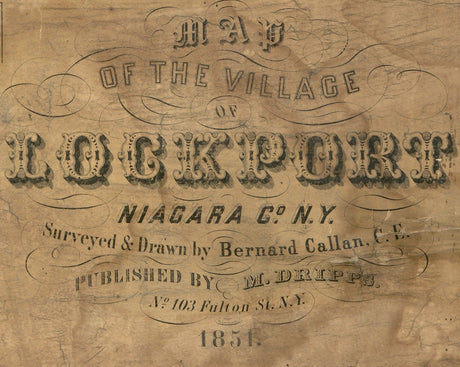 MAP
OF THE VILLAGE
OF
LOCKPORT
NIAGARA Co. N.Y.
Surveyed & Drawn by Bernard Callan, C.E.
PUBLISHED BY M. DRIPPS.
No. 103 Fulton St. N.Y.
1851.